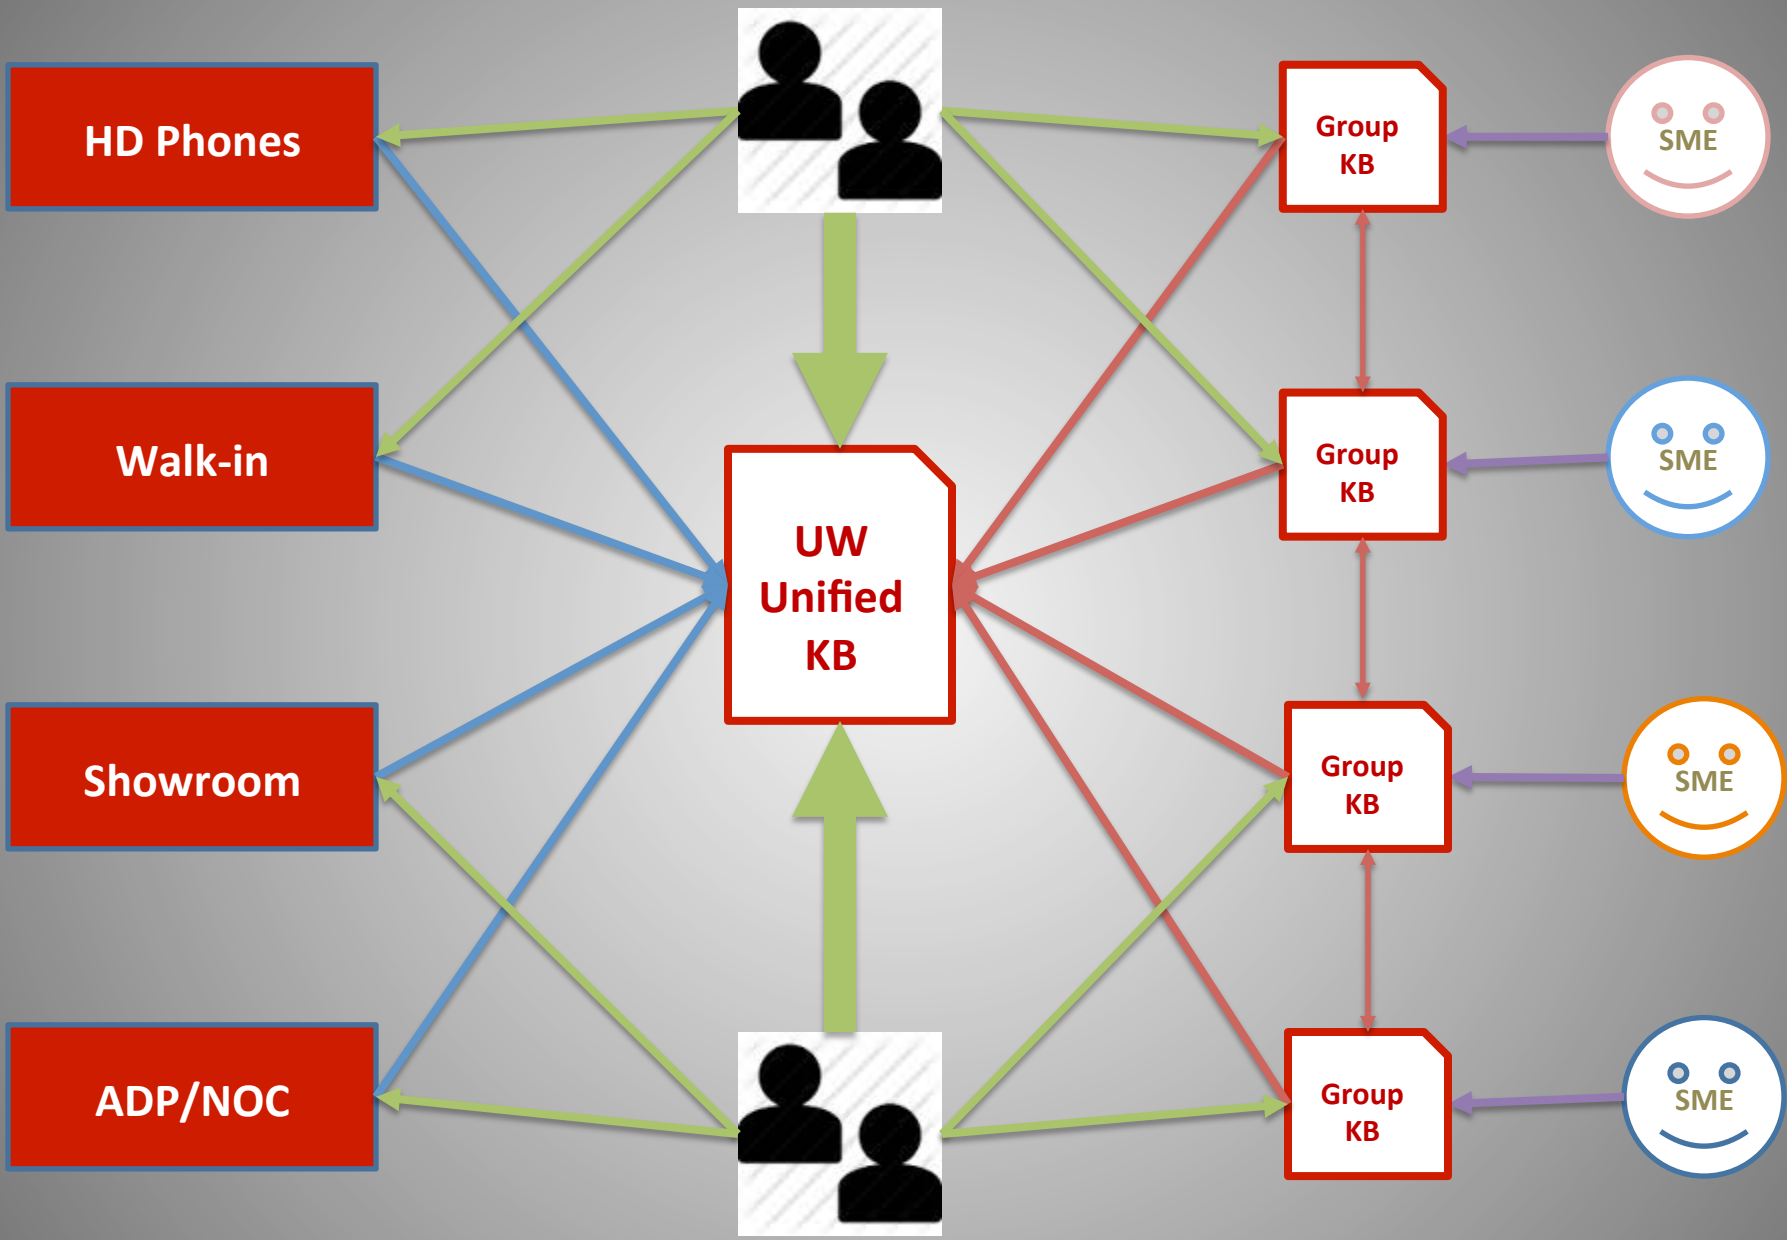 HD Phones
Walk-in
Showroom
ADP/NOC
UW
Unified
KB
Group
KB
SME
Group
KB
SME
Group
KB
SME
Group
KB
SME